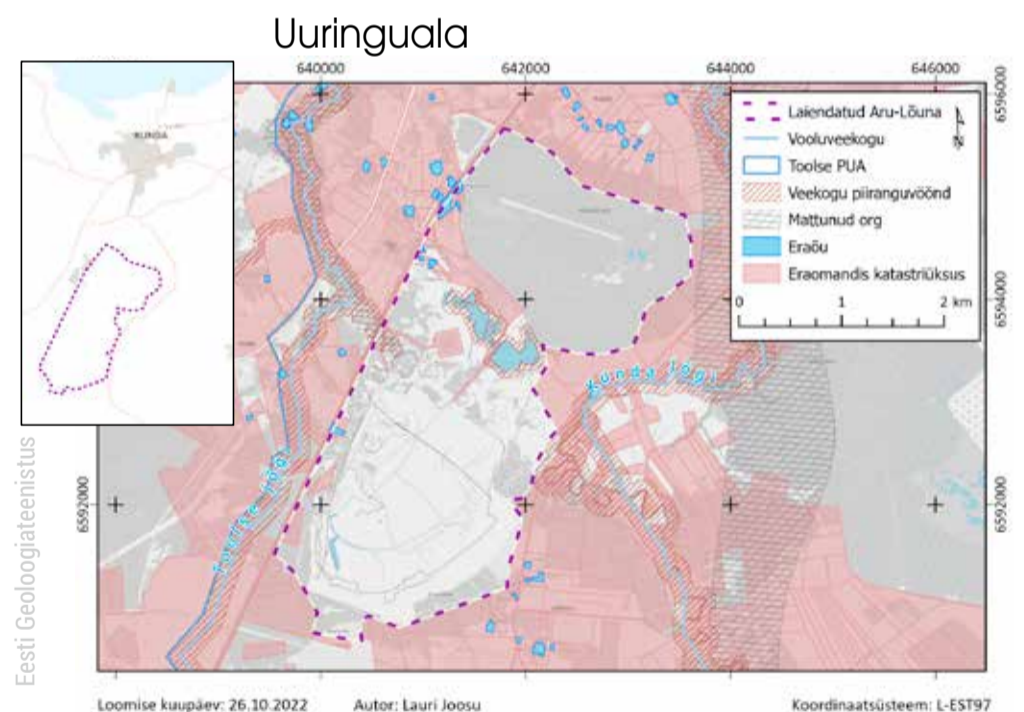 Uuringuala
640000 642000 644000 646000
6596000
KUNDA
Laiendatud Aru-Lõuna
N
Vooluveekogu
Toolse PUA
Veekogu piiranguvöönd
Mattunud org
Eraõu
Eraomandis katastriüksus
0 1 2 km
6594000
Kunda jõgi
Toolse jõgi
6592000
6592000
Eesti Geoloogiateenistus
Loomise kuupäev: 26.10.2022 Autor: Lauri Joosu Koordinaatsüsteem: L-EST97